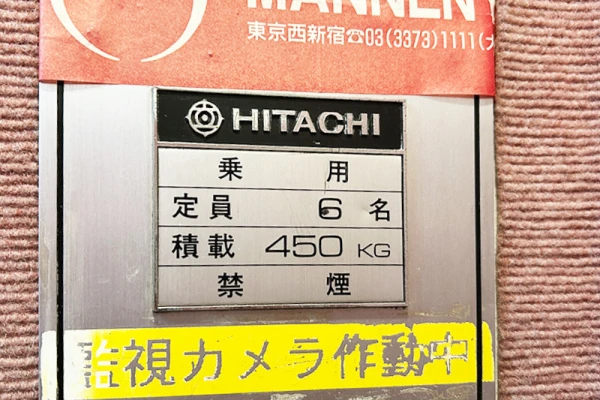 MANNEN
東京西新宿☎03(3373)1111(
HITACHI
乗用
定員 6 名
積載 450 KG
禁煙
監視カメラ作動中